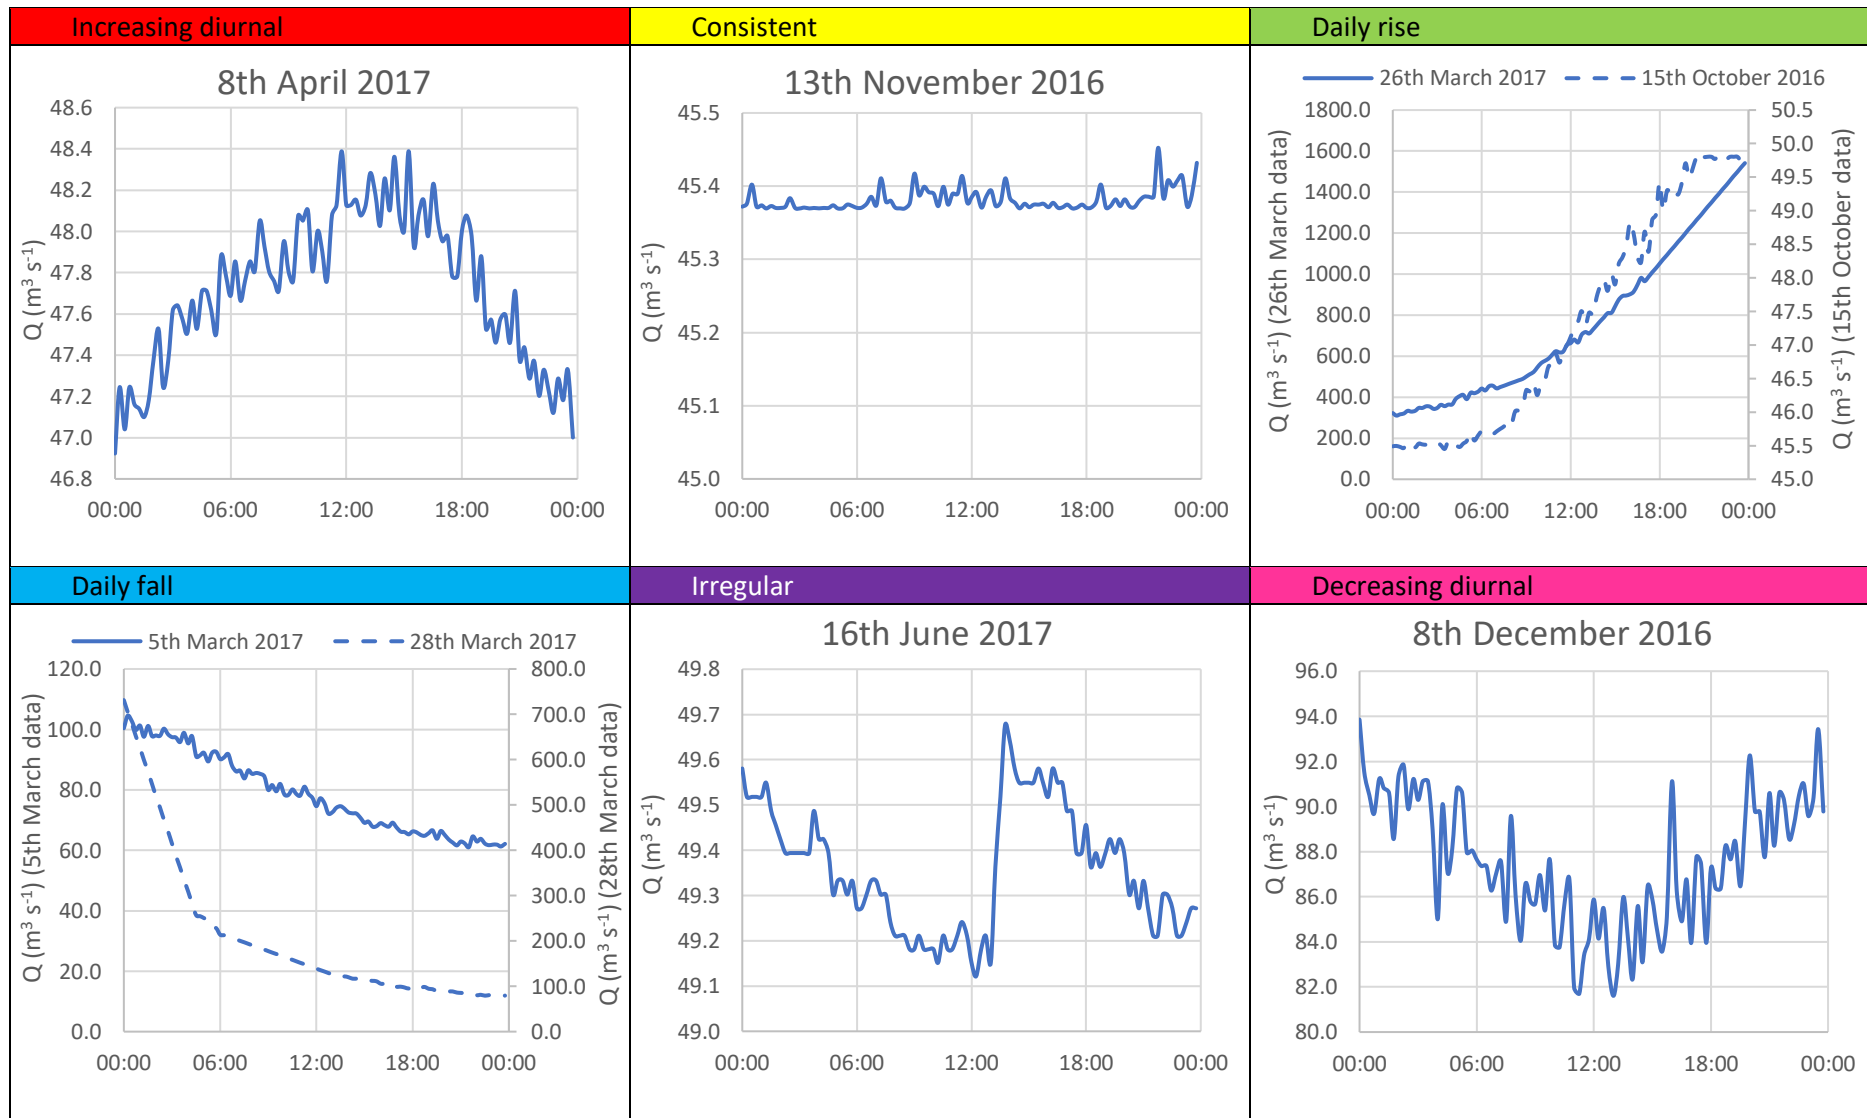 Increasing diurnal
8th April 2017
Q (m³ s⁻¹)
48.6
48.4
48.2
48.0
47.8
47.6
47.4
47.2
47.0
46.8
00:00 06:00 12:00 18:00 00:00
Consistent
13th November 2016
Q (m³ s⁻¹)
45.5
45.4
45.3
45.2
45.1
45.0
00:00 06:00 12:00 18:00 00:00
Daily rise
26th March 2017 15th October 2016
Q (m³ s⁻¹) (26th March data)
1800.0
1600.0
1400.0
1200.0
1000.0
800.0
600.0
400.0
200.0
0.0
50.5
50.0
49.5
49.0
48.5
48.0
47.5
47.0
46.5
46.0
45.5
45.0
Q (m³ s⁻¹) (15th October data)
00:00 06:00 12:00 18:00 00:00
Daily fall
5th March 2017 28th March 2017
Q (m³ s⁻¹) (5th March data)
120.0
100.0
80.0
60.0
40.0
20.0
0.0
800.0
700.0
600.0
500.0
400.0
300.0
200.0
100.0
0.0
Q (m³ s⁻¹) (28th March data)
00:00 06:00 12:00 18:00 00:00
Irregular
16th June 2017
Q (m³ s⁻¹)
49.8
49.7
49.6
49.5
49.4
49.3
49.2
49.1
49.0
00:00 06:00 12:00 18:00 00:00
Decreasing diurnal
8th December 2016
Q (m³ s⁻¹)
96.0
94.0
92.0
90.0
88.0
86.0
84.0
82.0
80.0
00:00 06:00 12:00 18:00 00:00